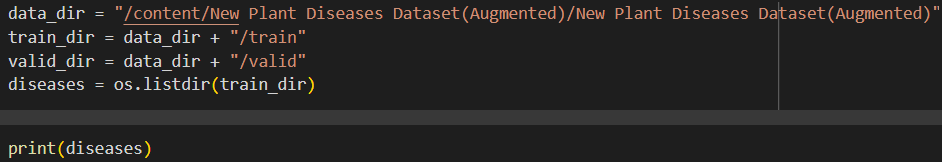 data_dir = "/content/New Plant Diseases Dataset(Augmented)/New Plant Diseases Dataset(Augmented)"
train_dir = data_dir + "/train"
valid_dir = data_dir + "/valid"
diseases = os.listdir(train_dir)
print(diseases)